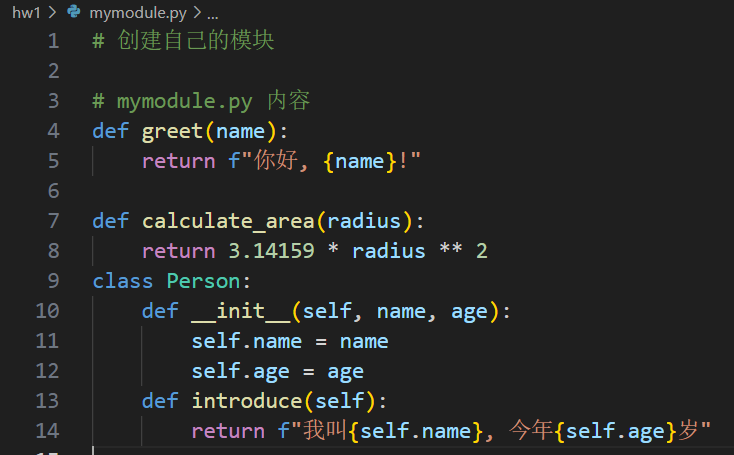 hw1 > mymodule.py > ...
1 # 创建自己的模块
2
3 # mymodule.py 内容
4 def greet(name):
5     return f"你好, {name}!"
6
7 def calculate_area(radius):
8     return 3.14159 * radius ** 2
9 class Person:
10     def __init__(self, name, age):
11         self.name = name
12         self.age = age
13     def introduce(self):
14         return f"我叫{self.name}, 今年{self.age}岁"